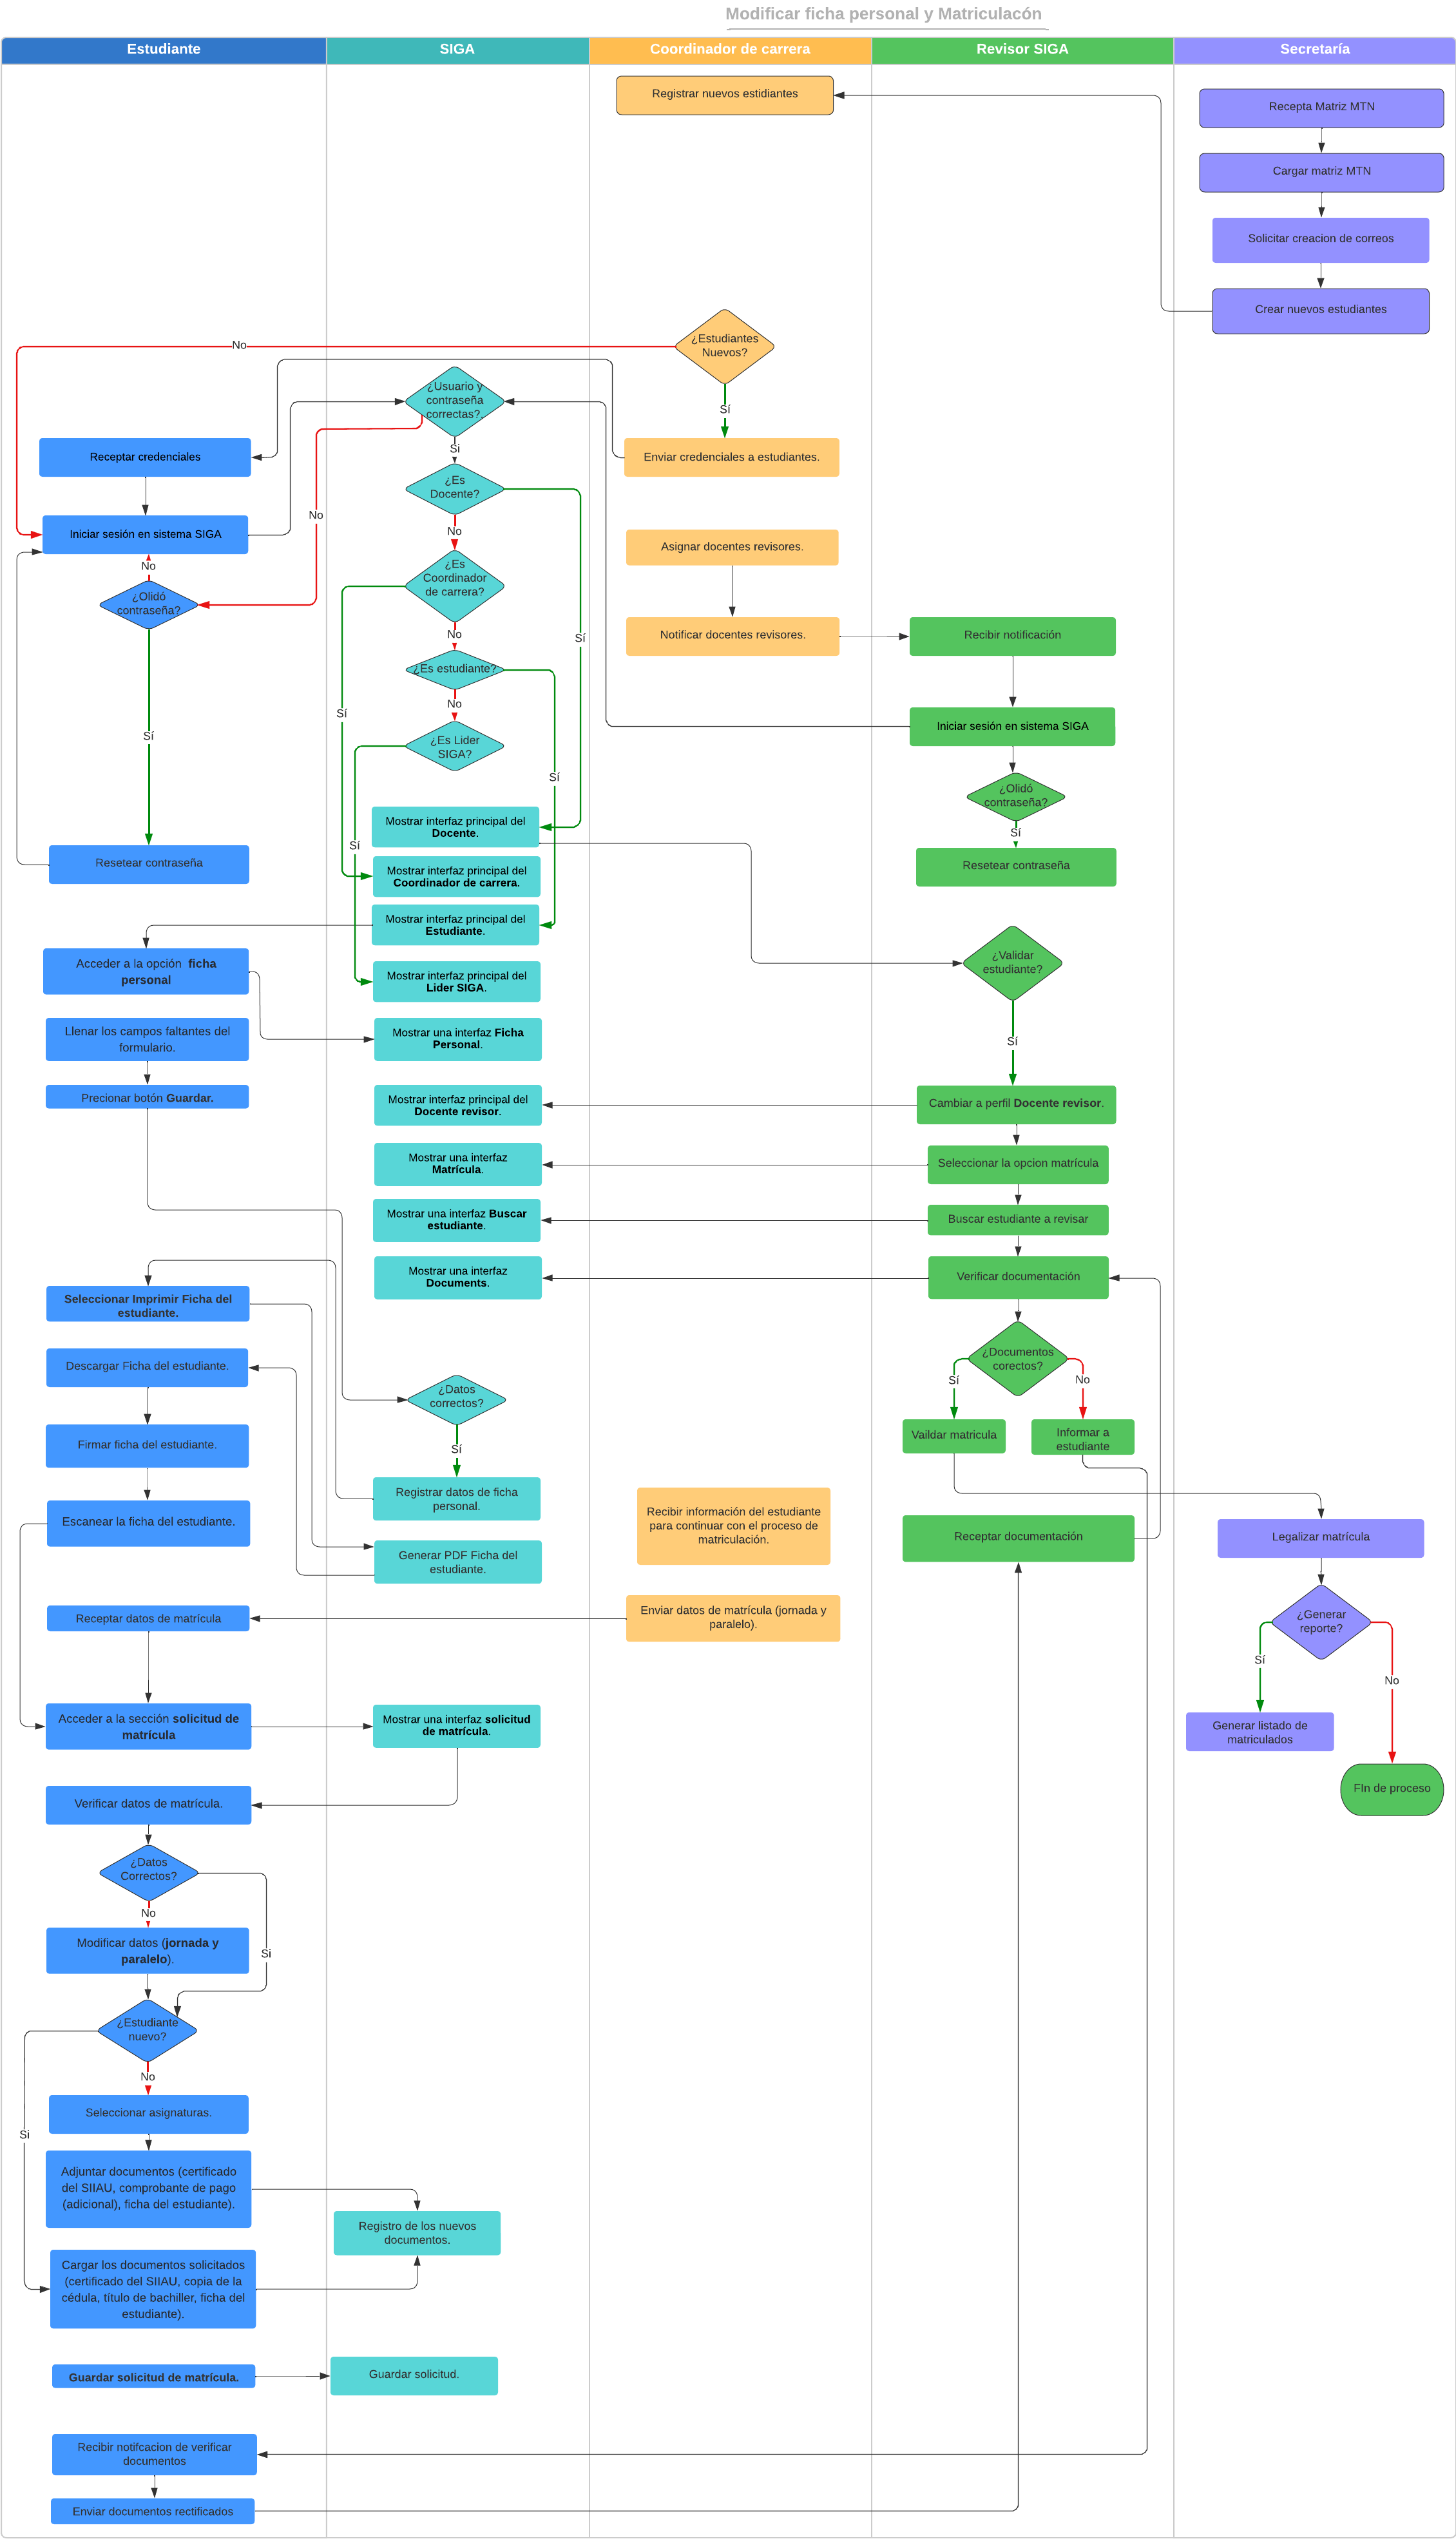 Modificar ficha personal y Matriculacón
Estudiante
SIGA
Coordinador de carrera
Revisor SIGA
Secretaría
Registrar nuevos estidiantes
Recepta Matriz MTN
Cargar matriz MTN
Solicitar creacion de correos
Crear nuevos estudiantes
¿Estudiantes
Nuevos?
No
Sí
¿Usuario y
contraseña
correctas?.
Si
No
Receptar credenciales
Enviar credenciales a estudiantes.
¿Es
Docente?
No
Sí
Iniciar sesión en sistema SIGA
No
¿Olidó
contraseña?
Sí
Asignar docentes revisores.
¿Es
Coordinador
de carrera?
No
Sí
Notificar docentes revisores.
Recibir notificación
¿Es estudiante?
No
Sí
¿Es Lider
SIGA?
Sí
Iniciar sesión en sistema SIGA
¿Olidó
contraseña?
Sí
Resetear contraseña
Resetear contraseña
Mostrar interfaz principal del
Docente.
Mostrar interfaz principal del
Coordinador de carrera.
Mostrar interfaz principal del
Estudiante.
Mostrar interfaz principal del
Lider SIGA.
¿Validar
estudiante?
Sí
Acceder a la opción ficha
personal
Llenar los campos faltantes del
formulario.
Mostrar una interfaz Ficha
Personal.
Precionar botón Guardar.
Mostrar interfaz principal del
Docente revisor.
Cambiar a perfil Docente revisor.
Mostrar una interfaz
Matrícula.
Seleccionar la opcion matrícula
Mostrar una interfaz Buscar
estudiante.
Buscar estudiante a revisar
Mostrar una interfaz
Documents.
Verificar documentación
Seleccionar Imprimir Ficha del
estudiante.
¿Documentos
corectos?
Sí
No
Descargar Ficha del estudiante.
¿Datos
correctos?
Sí
Vaildar matricula
Informar a
estudiante
Firmar ficha del estudiante.
Registrar datos de ficha
personal.
Recibir información del estudiante
para continuar con el proceso de
matriculación.
Escanear la ficha del estudiante.
Receptar documentación
Legalizar matrícula
Generar PDF Ficha del
estudiante.
Receptar datos de matrícula
Enviar datos de matrícula (jornada y
paralelo).
¿Generar
reporte?
Sí
No
Acceder a la sección solicitud de
matrícula
Mostrar una interfaz solicitud
de matrícula.
Generar listado de
matriculados
FIn de proceso
Verificar datos de matrícula.
¿Datos
Correctos?
No
Si
Modificar datos (jornada y
paralelo).
¿Estudiante
nuevo?
No
Si
Seleccionar asignaturas.
Adjuntar documentos (certificado
del SIIAU, comprobante de pago
(adicional), ficha del estudiante).
Registro de los nuevos
documentos.
Cargar los documentos solicitados
(certificado del SIIAU, copia de la
cédula, título de bachiller, ficha del
estudiante).
Guardar solicitud de matrícula.
Guardar solicitud.
Recibir notifcacion de verificar
documentos
Enviar documentos rectificados